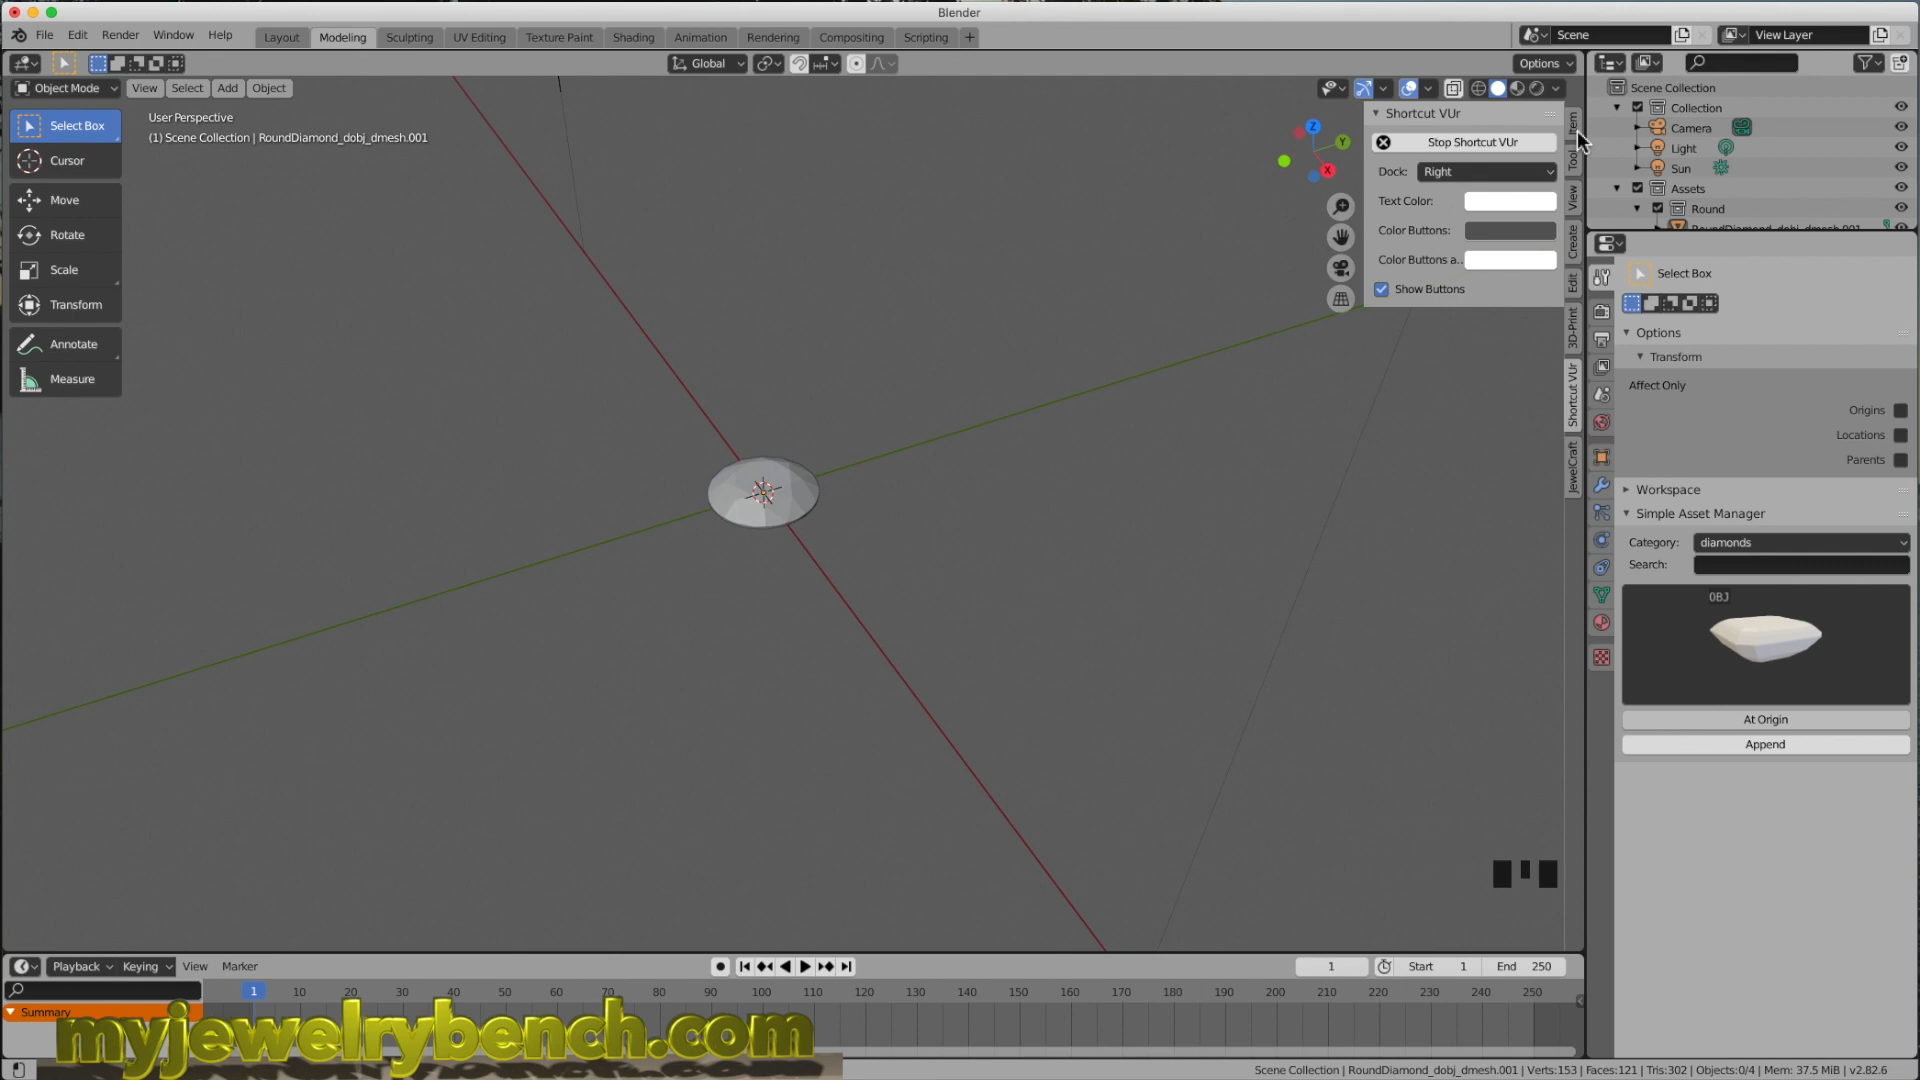 Blender
File Edit Render Window Help
Layout Modeling Sculpting UV Editing Texture Paint Shading Animation Rendering Compositing Scripting +
Scene
View Layer
Global
Options
Object Mode View Select Add Object
Select Box
Cursor
Move
Rotate
Scale
Transform
Annotate
Measure
User Perspective
(1) Scene Collection | RoundDiamond_dobj_dmesh.001
Z
Y
X
Shortcut VUr
Stop Shortcut VUr
Dock: Right
Text Color:
Color Buttons:
Color Buttons a..
Show Buttons
Item
Tool
View
Create
Edit
3D-Print
Shortcut VUr
JewelCraft
Scene Collection
Collection
Camera
Light
Sun
Assets
Round
RoundDiamond_dobj_dmesh.001
Select Box
Options
Transform
Affect Only
Origins
Locations
Parents
Workspace
Simple Asset Manager
Category: diamonds
Search:
OBJ
At Origin
Append
Playback Keying View Marker
1
Start 1
End 250
1 10 20 30 40 50 60 70 80 90 100 110 120 130 140 150 160 170 180 190 200 210 220 230 240 250
Summary
myjewelrybench.com
Scene Collection | RoundDiamond_dobj_dmesh.001 | Verts:153 | Faces:121 | Tris:302 | Objects:0/4 | Mem: 37.5 MiB | v2.82.6